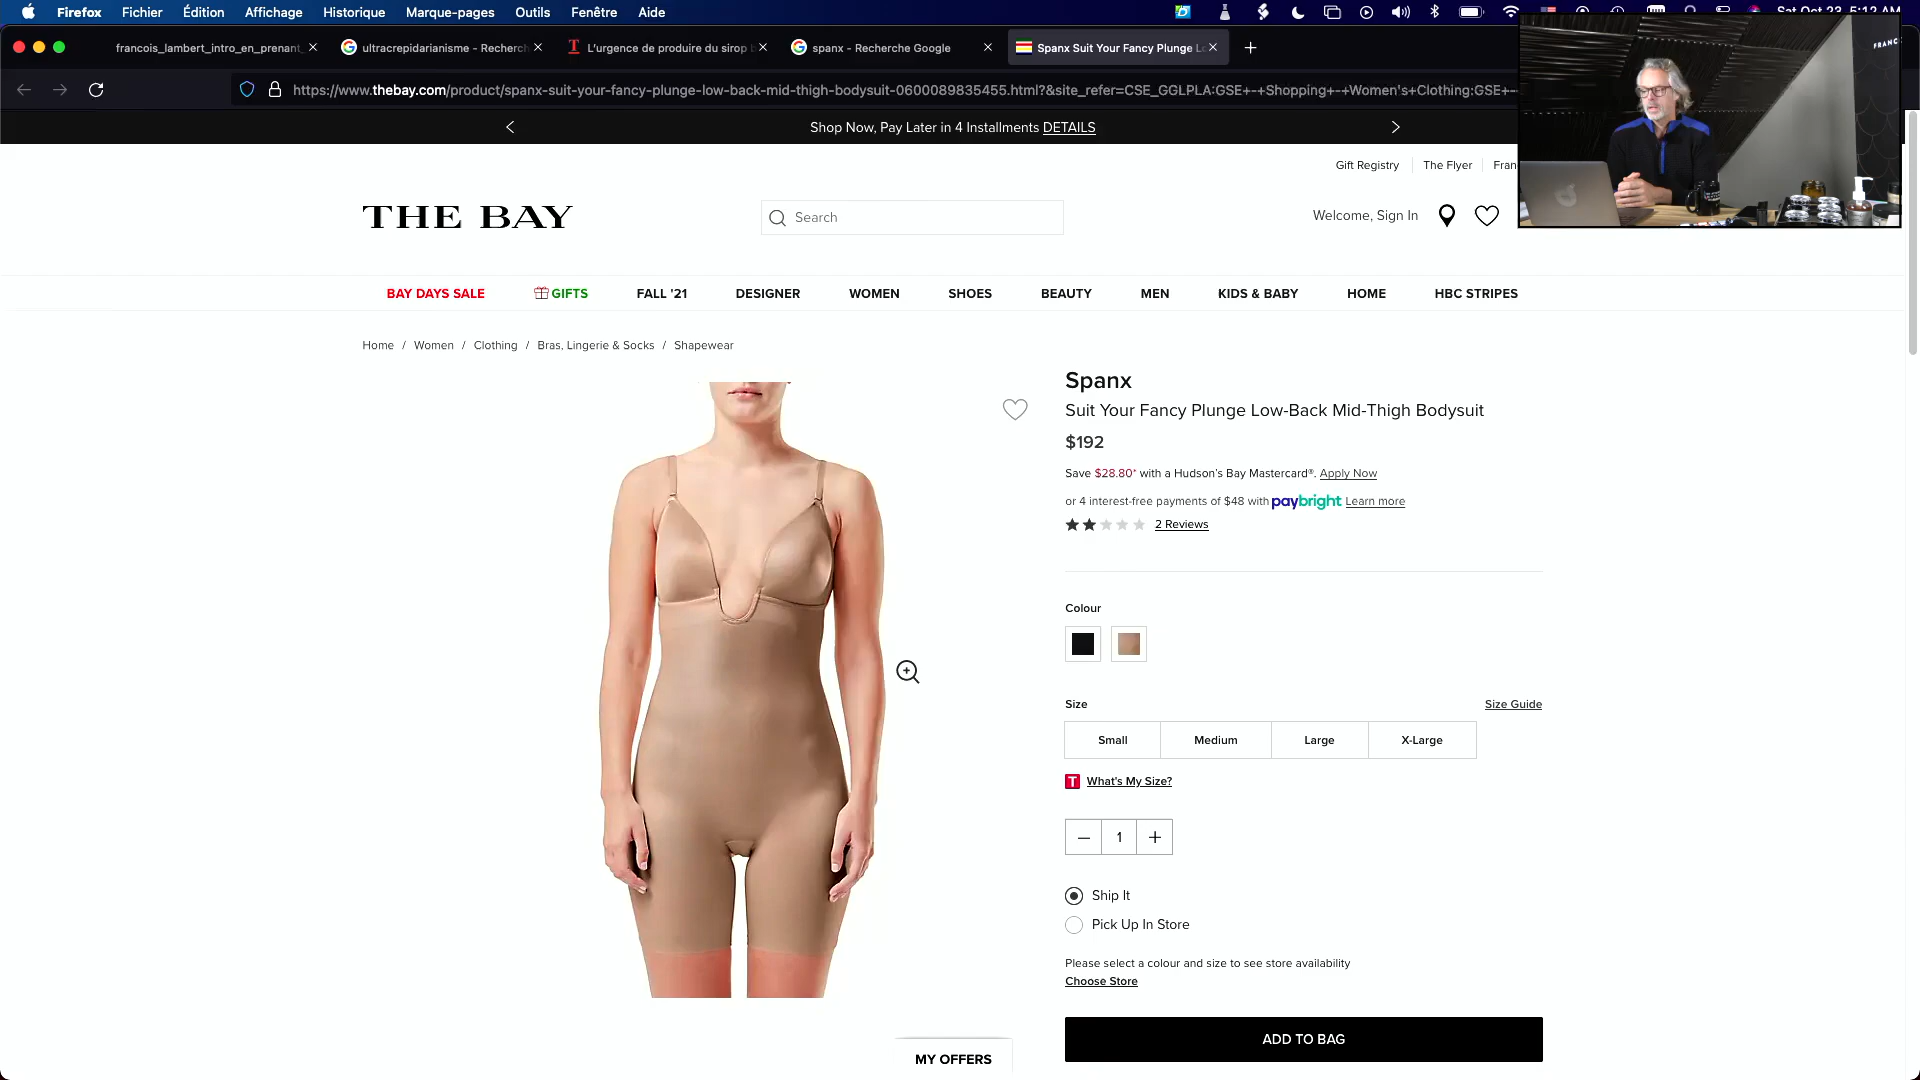 Firefox Fichier Édition Affichage Historique Marque-pages Outils Fenêtre Aide Sat Oct 23 5:12 AM
francois_lambert_intro_en_prenant
ultracrepidarianisme - Recherch
L'urgence de produire du sirop
spanx - Recherche Google
Spanx Suit Your Fancy Plunge L
https://www.thebay.com/product/spanx-suit-your-fancy-plunge-low-back-mid-thigh-bodysuit-0600089835455.html?&site_refer=CSE_GGLPLA:GSE+-+Shopping+-+Women's+Clothing:GSE+-
Shop Now, Pay Later in 4 Installments DETAILS
Gift Registry The Flyer Fran
THE BAY
Search
Welcome, Sign In
BAY DAYS SALE GIFTS FALL '21 DESIGNER WOMEN SHOES BEAUTY MEN KIDS & BABY HOME HBC STRIPES
Home / Women / Clothing / Bras, Lingerie & Socks / Shapewear
Spanx
Suit Your Fancy Plunge Low-Back Mid-Thigh Bodysuit
$192
Save $28.80* with a Hudson's Bay Mastercard®. Apply Now
or 4 interest-free payments of $48 with paybright Learn more
2 Reviews
Colour
Size Size Guide
Small Medium Large X-Large
T What's My Size?
– 1 +
Ship It
Pick Up In Store
Please select a colour and size to see store availability
Choose Store
ADD TO BAG
MY OFFERS